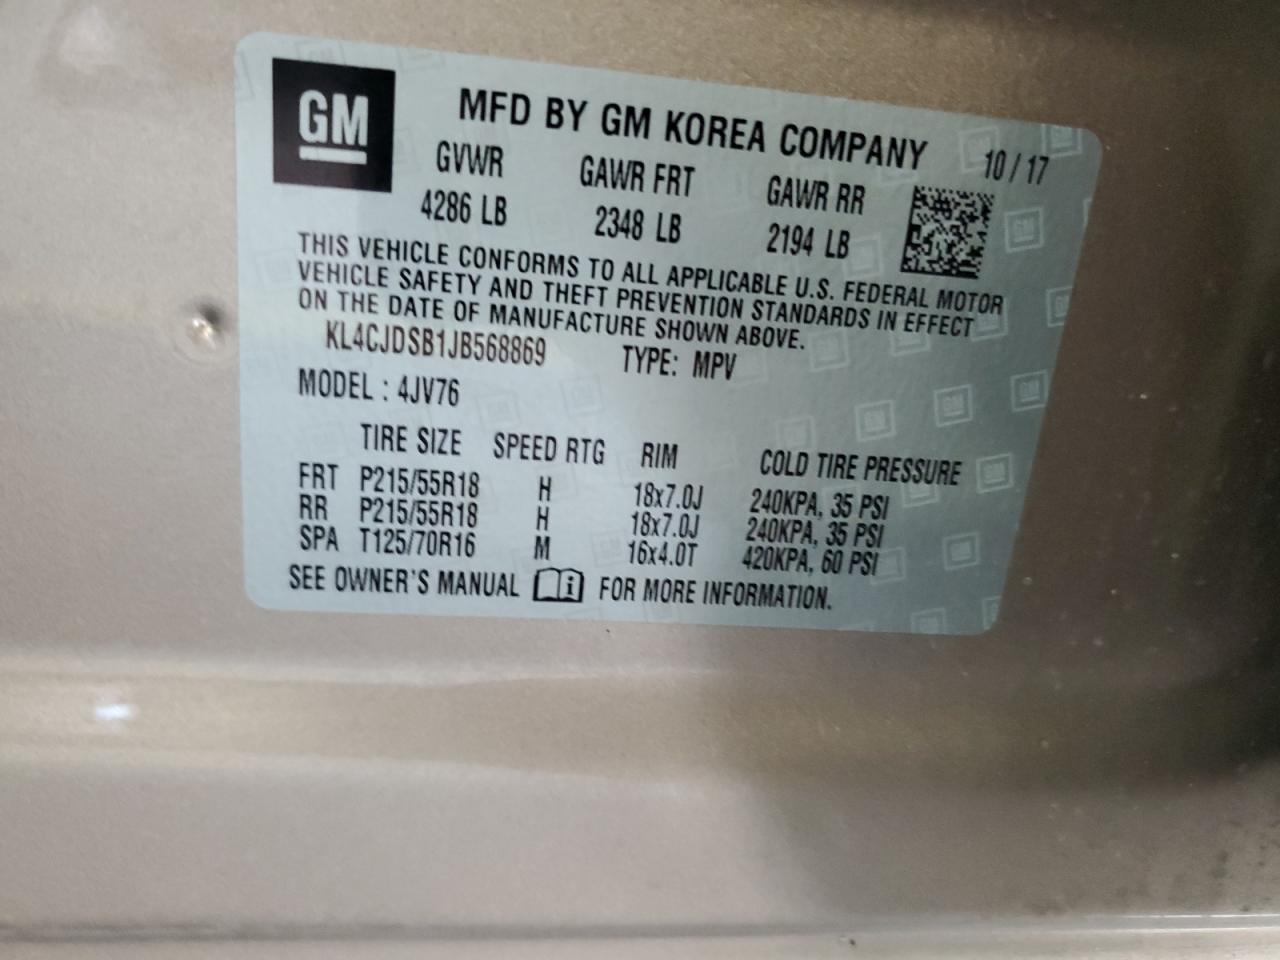 GM
MFD BY GM KOREA COMPANY 10 / 17
GVWR GAWR FRT GAWR RR
4286 LB 2348 LB 2194 LB
THIS VEHICLE CONFORMS TO ALL APPLICABLE U.S. FEDERAL MOTOR
VEHICLE SAFETY AND THEFT PREVENTION STANDARDS IN EFFECT
ON THE DATE OF MANUFACTURE SHOWN ABOVE.
KL4CJDSB1JB568869 TYPE: MPV
MODEL : 4JV76
TIRE SIZE SPEED RTG RIM COLD TIRE PRESSURE
FRT P215/55R18 H 18x7.0J 240KPA, 35 PSI
RR P215/55R18 H 18x7.0J 240KPA, 35 PSI
SPA T125/70R16 M 16x4.0T 420KPA, 60 PSI
SEE OWNER'S MANUAL i FOR MORE INFORMATION.